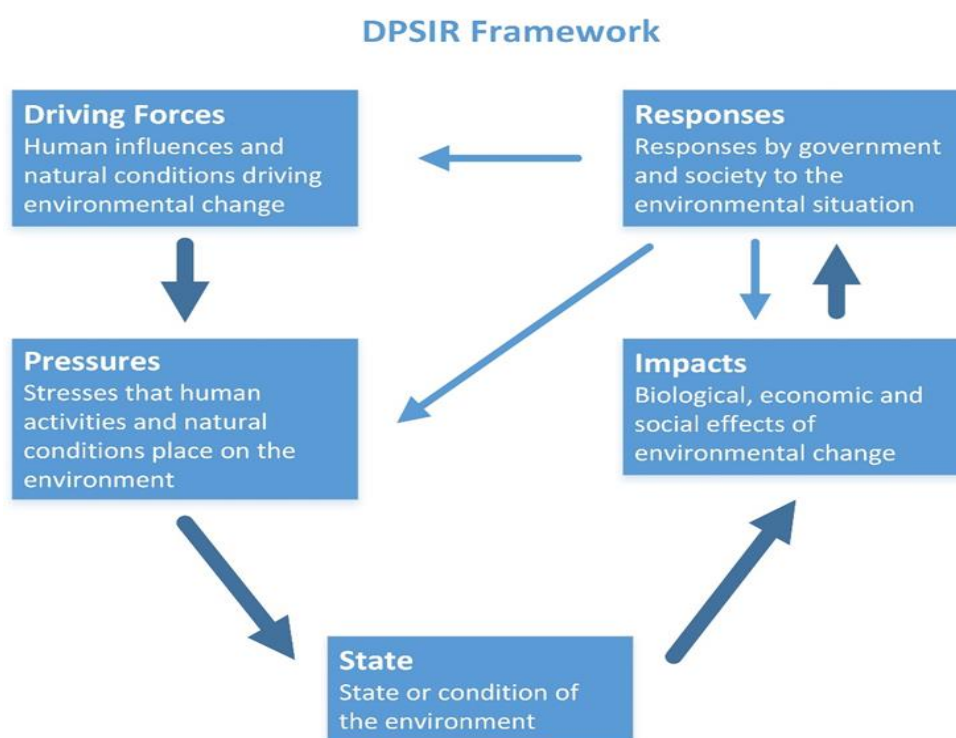 DPSIR Framework
Driving Forces
Human influences and
natural conditions driving
environmental change
Responses
Responses by government
and society to the
environmental situation
Pressures
Stresses that human
activities and natural
conditions place on the
environment
Impacts
Biological, economic and
social effects of
environmental change
State
State or condition of
the environment